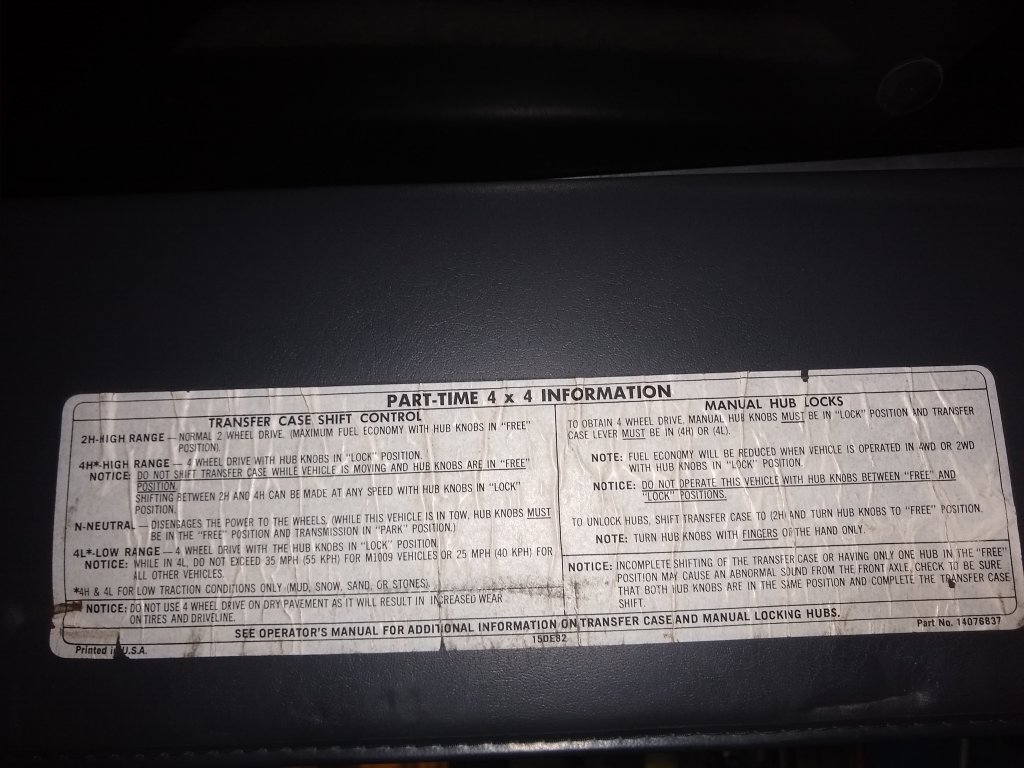 PART-TIME 4 x 4 INFORMATION
TRANSFER CASE SHIFT CONTROL
2H-HIGH RANGE — NORMAL 2 WHEEL DRIVE. (MAXIMUM FUEL ECONOMY WITH HUB KNOBS IN "FREE"
POSITION).
4H*-HIGH RANGE — 4 WHEEL DRIVE WITH HUB KNOBS IN "LOCK" POSITION.
NOTICE: DO NOT SHIFT TRANSFER CASE WHILE VEHICLE IS MOVING AND HUB KNOBS ARE IN "FREE"
POSITION.
SHIFTING BETWEEN 2H AND 4H CAN BE MADE AT ANY SPEED WITH HUB KNOBS IN "LOCK"
POSITION.
N-NEUTRAL — DISENGAGES THE POWER TO THE WHEELS. (WHILE THIS VEHICLE IS IN TOW, HUB KNOBS MUST
BE IN THE "FREE" POSITION AND TRANSMISSION IN "PARK" POSITION.)
4L*-LOW RANGE — 4 WHEEL DRIVE WITH THE HUB KNOBS IN "LOCK" POSITION.
NOTICE: WHILE IN 4L, DO NOT EXCEED 35 MPH (55 KPH) FOR M1009 VEHICLES OR 25 MPH (40 KPH) FOR
ALL OTHER VEHICLES.
*4H & 4L FOR LOW TRACTION CONDITIONS ONLY (MUD, SNOW, SAND, OR STONES).
NOTICE: DO NOT USE 4 WHEEL DRIVE ON DRY PAVEMENT AS IT WILL RESULT IN INCREASED WEAR
ON TIRES AND DRIVELINE.
MANUAL HUB LOCKS
TO OBTAIN 4 WHEEL DRIVE, MANUAL HUB KNOBS MUST BE IN "LOCK" POSITION AND TRANSFER
CASE LEVER MUST BE IN (4H) OR (4L).
NOTE: FUEL ECONOMY WILL BE REDUCED WHEN VEHICLE IS OPERATED IN 4WD OR 2WD
WITH HUB KNOBS IN "LOCK" POSITION.
NOTICE: DO NOT OPERATE THIS VEHICLE WITH HUB KNOBS BETWEEN "FREE" AND
"LOCK" POSITIONS.
TO UNLOCK HUBS, SHIFT TRANSFER CASE TO (2H) AND TURN HUB KNOBS TO "FREE" POSITION.
NOTE: TURN HUB KNOBS WITH FINGERS OF THE HAND ONLY.
NOTICE: INCOMPLETE SHIFTING OF THE TRANSFER CASE OR HAVING ONLY ONE HUB IN THE "FREE"
POSITION MAY CAUSE AN ABNORMAL SOUND FROM THE FRONT AXLE, CHECK TO BE SURE
THAT BOTH HUB KNOBS ARE IN THE SAME POSITION AND COMPLETE THE TRANSFER CASE
SHIFT.
SEE OPERATOR'S MANUAL FOR ADDITIONAL INFORMATION ON TRANSFER CASE AND MANUAL LOCKING HUBS.
Printed in U.S.A.
15DE82
Part No. 14076837